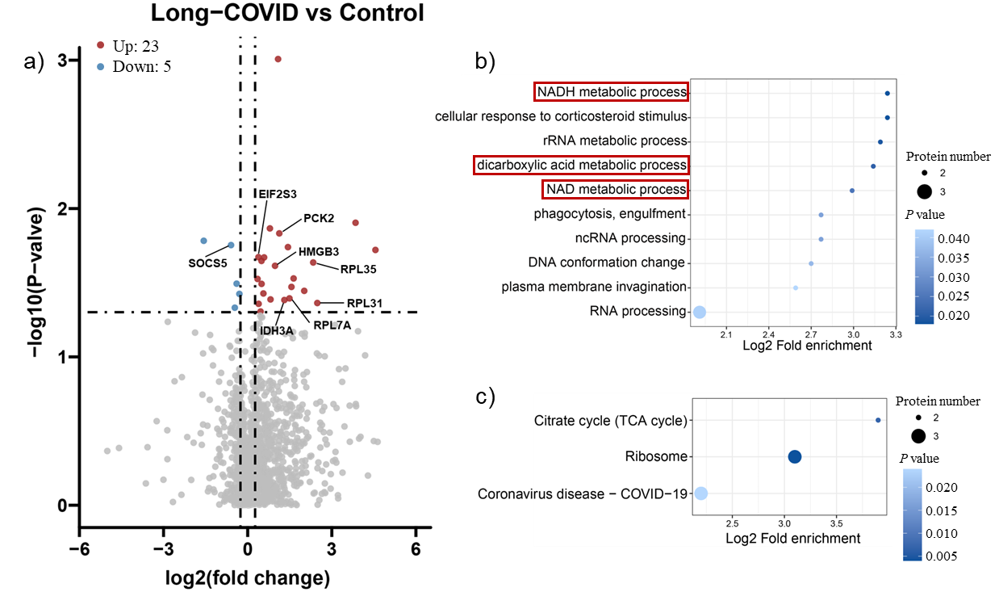 Long−COVID vs Control
a)
Up: 23
Down: 5
3
2
1
0
−log10(P−valve)
EIF2S3
PCK2
HMGB3
SOCS5
RPL35
RPL31
IDH3A
RPL7A
−6
−3
0
3
6
log2(fold change)
b)
NADH metabolic process
cellular response to corticosteroid stimulus
rRNA metabolic process
dicarboxylic acid metabolic process
NAD metabolic process
phagocytosis, engulfment
ncRNA processing
DNA conformation change
plasma membrane invagination
RNA processing
2.1
2.4
2.7
3.0
3.3
Log2 Fold enrichment
Protein number
2
3
P value
0.040
0.035
0.030
0.025
0.020
c)
Citrate cycle (TCA cycle)
Ribosome
Coronavirus disease − COVID−19
2.5
3.0
3.5
Log2 Fold enrichment
Protein number
2
3
P value
0.020
0.015
0.010
0.005